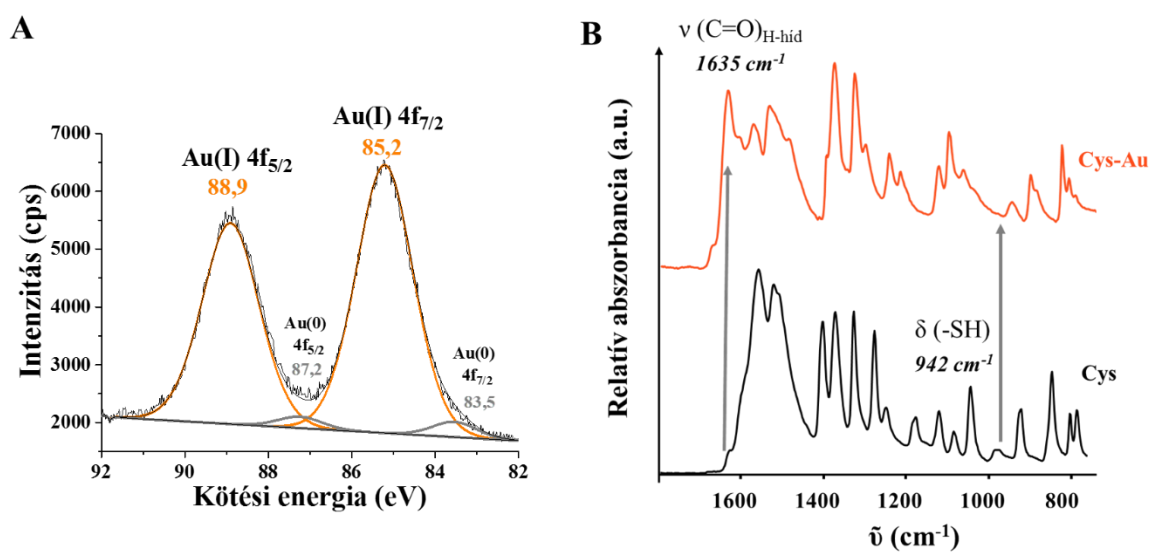 A
Au(I) 4f7/2
85,2
Au(I) 4f5/2
88,9
Au(0)
4f5/2
87,2
Au(0)
4f7/2
83,5
Intenzitás (cps)
7000
6000
5000
4000
3000
2000
92 90 88 86 84 82
Kötési energia (eV)
B
ν (C=O)H-híd
1635 cm-1
Cys-Au
δ (-SH)
942 cm-1
Cys
Relatív abszorbancia (a.u.)
1600 1400 1200 1000 800
ṽ (cm-1)